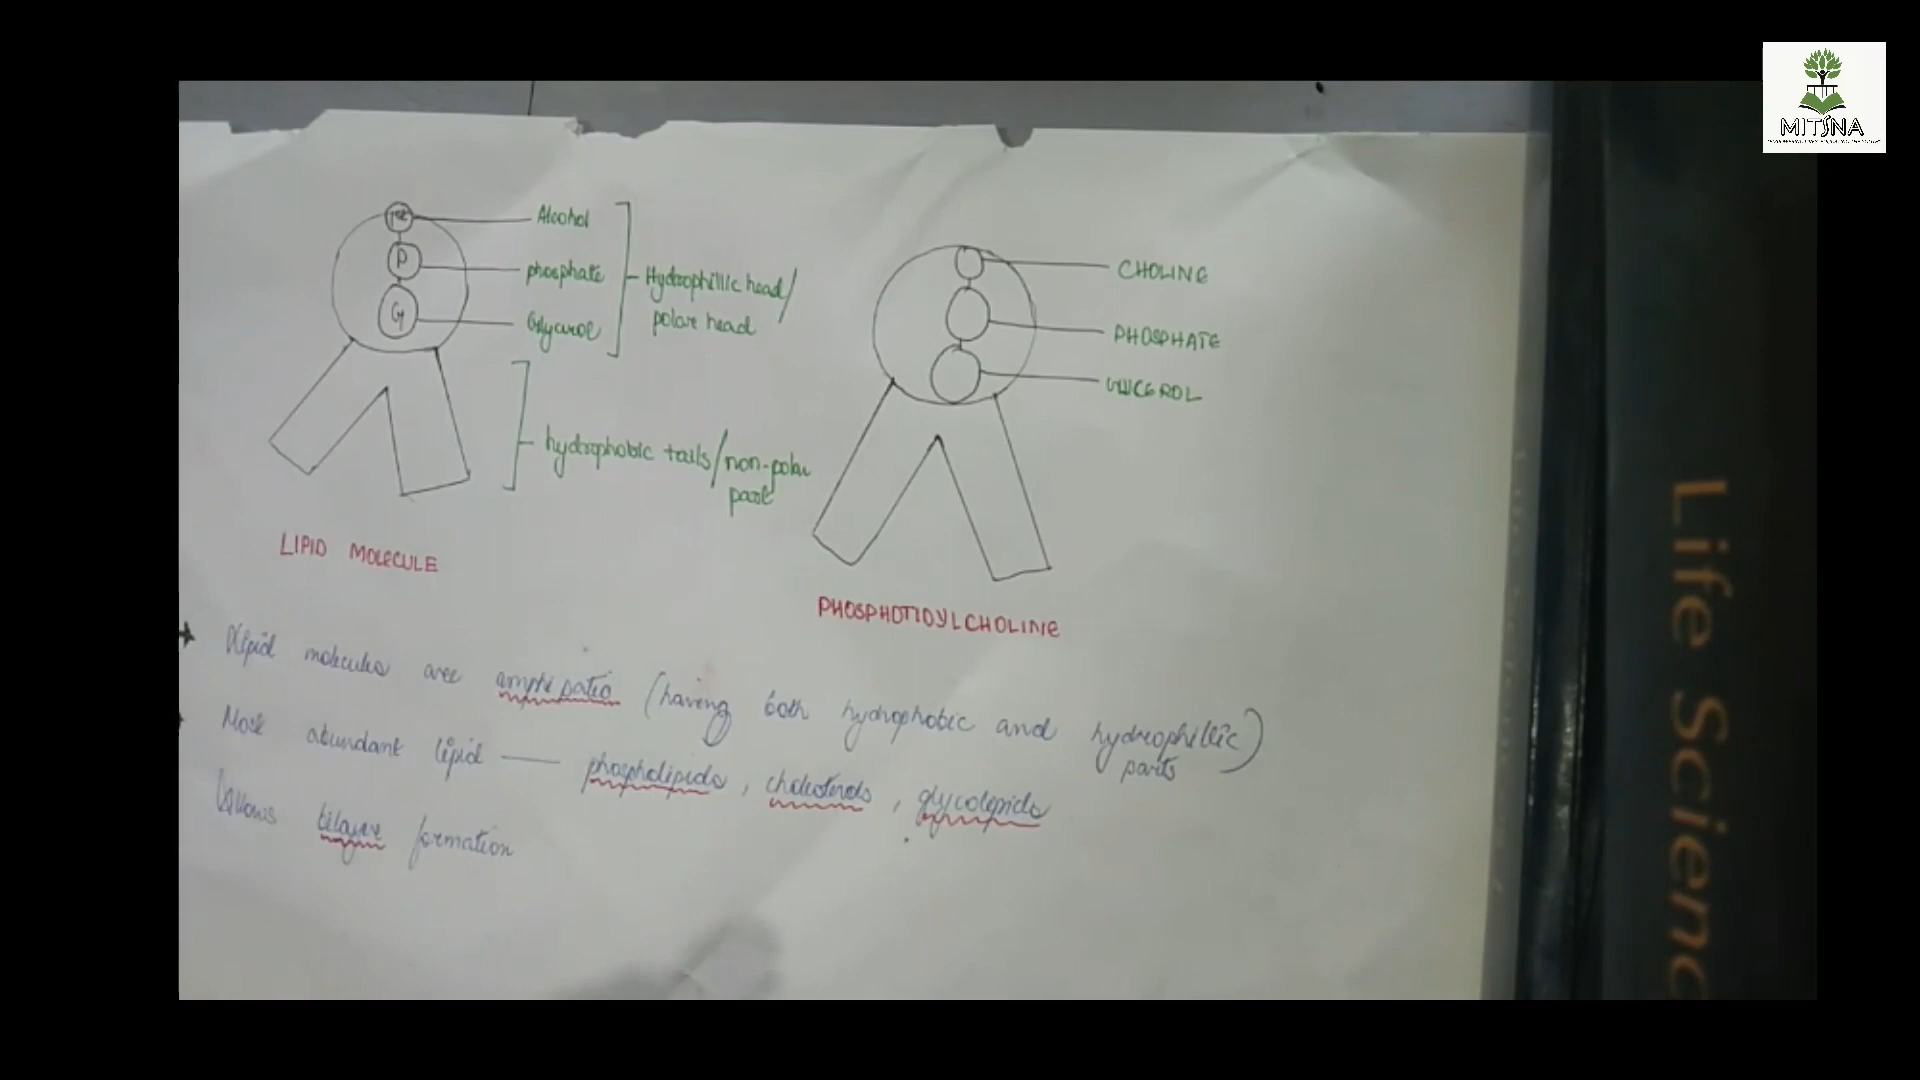 MITSNA
Alcohol
P
phosphate
G
Glycerol
Hydrophillic head/
polar head
hydrophobic tails/non-polar
part
LIPID MOLECULE
CHOLINE
PHOSPHATE
GLYCEROL
PHOSPHOTIDYLCHOLINE
lipid molecules are amphipatic (having both hydrophobic and hydrophillic)
parts
Most abundant lipid — phospholipids, cholesterols, glycolipids
Allows bilayer formation
Life Scienc